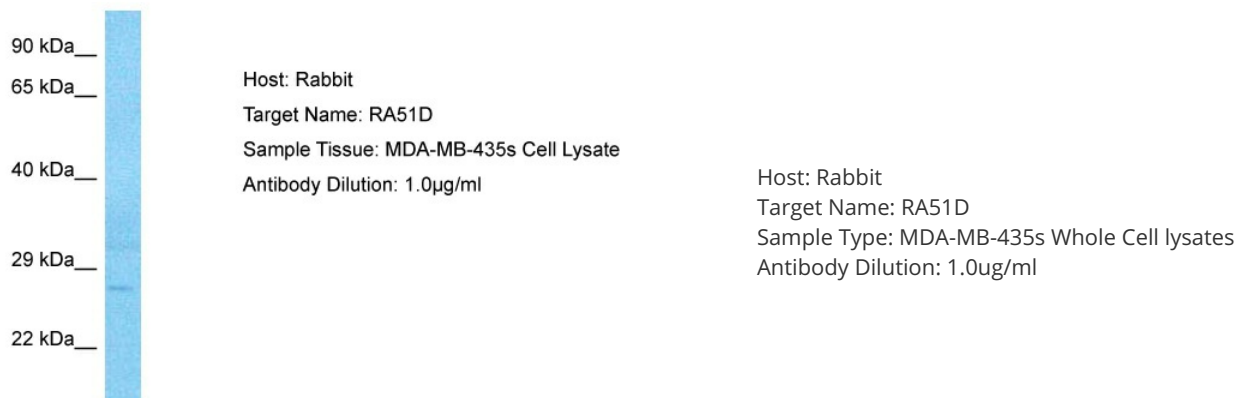 90 kDa__
65 kDa__
40 kDa__
29 kDa__
22 kDa__
Host: Rabbit
Target Name: RA51D
Sample Tissue: MDA-MB-435s Cell Lysate
Antibody Dilution: 1.0µg/ml
Host: Rabbit
Target Name: RA51D
Sample Type: MDA-MB-435s Whole Cell lysates
Antibody Dilution: 1.0ug/ml